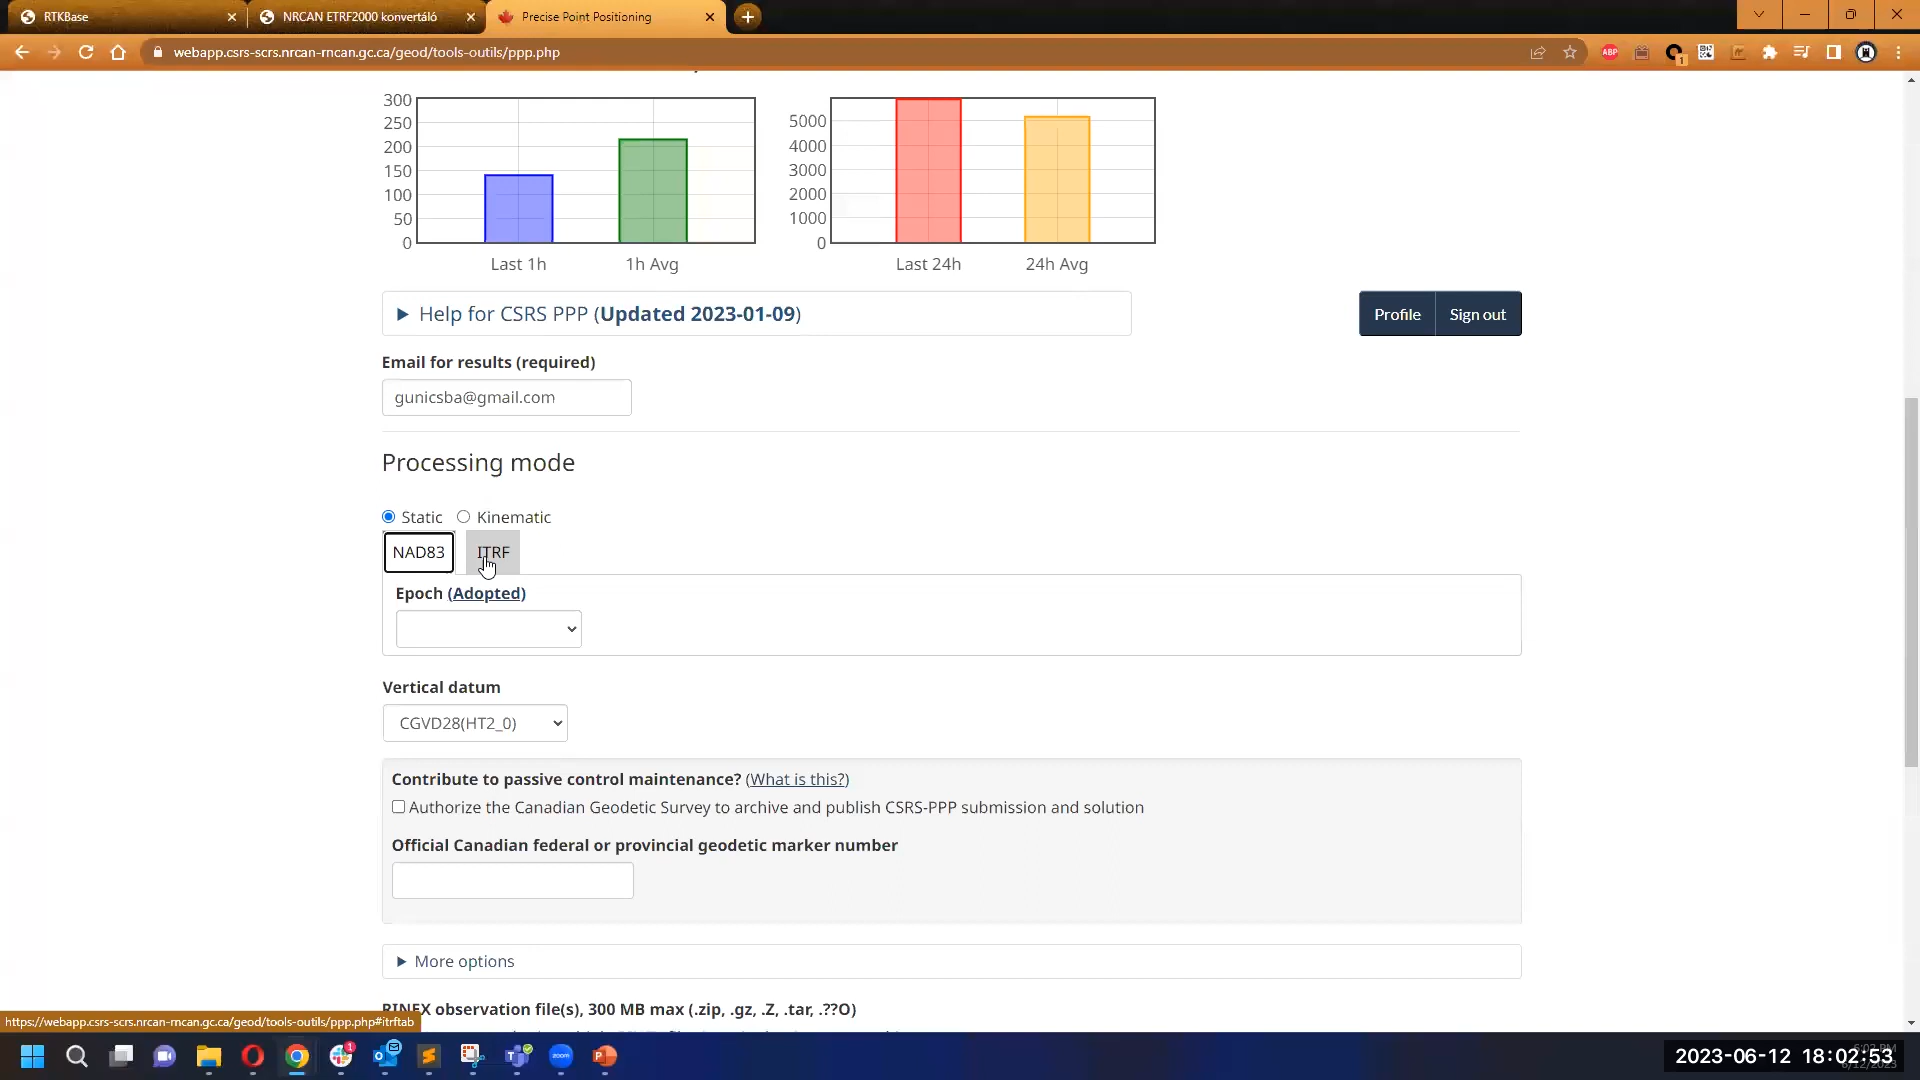 RTKBase
NRCAN ETRF2000 konvertáló
Precise Point Positioning
webapp.csrs-scrs.nrcan-rncan.gc.ca/geod/tools-outils/ppp.php
ABP
1
300
250
200
150
100
50
0
Last 1h
1h Avg
5000
4000
3000
2000
1000
0
Last 24h
24h Avg
Help for CSRS PPP (Updated 2023-01-09)
Profile
Sign out
Email for results (required)
gunicsba@gmail.com
Processing mode
Static
Kinematic
NAD83
ITRF
Epoch (Adopted)
Vertical datum
CGVD28(HT2_0)
Contribute to passive control maintenance? (What is this?)
Authorize the Canadian Geodetic Survey to archive and publish CSRS-PPP submission and solution
Official Canadian federal or provincial geodetic marker number
More options
RINEX observation file(s), 300 MB max (.zip, .gz, .Z, .tar, .??O)
https://webapp.csrs-scrs.nrcan-rncan.gc.ca/geod/tools-outils/ppp.php#itrftab
1
zoom
2023-06-12 18:02:53